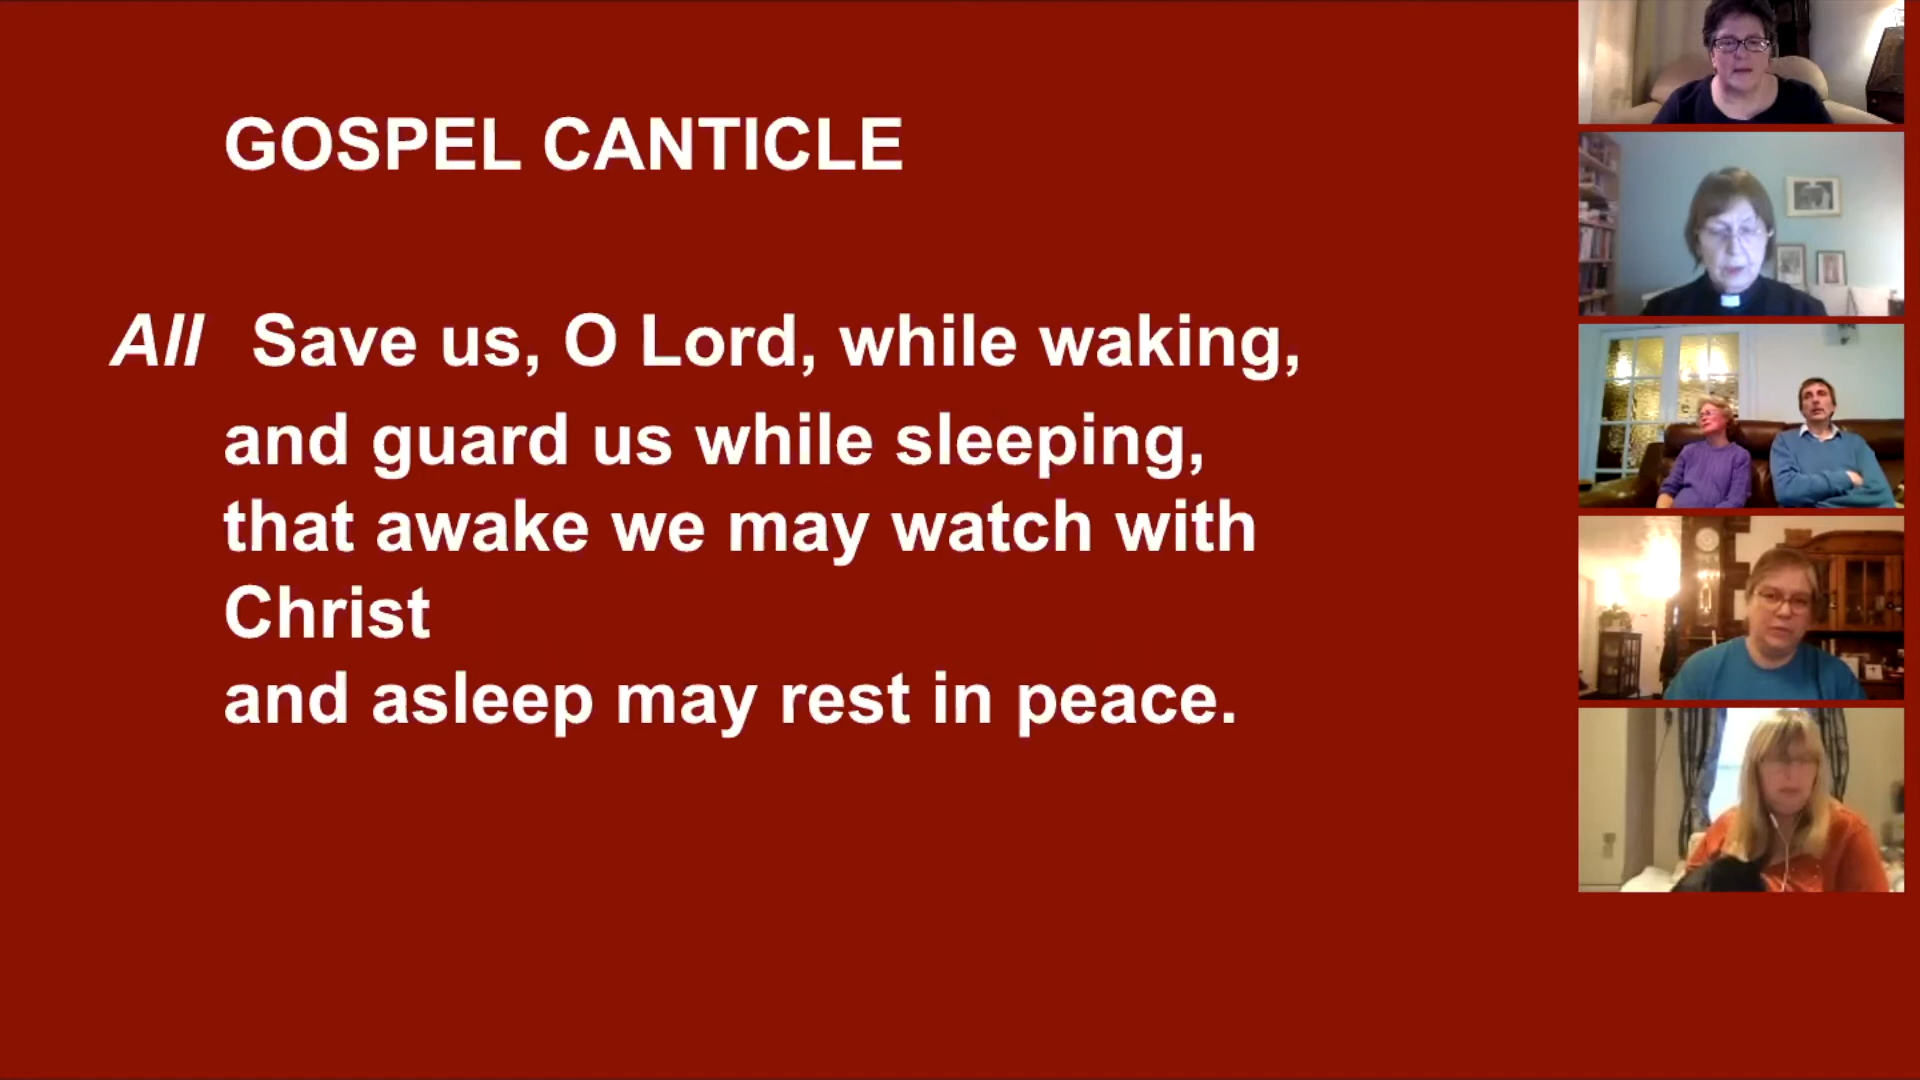 GOSPEL CANTICLE
All Save us, O Lord, while waking,
and guard us while sleeping,
that awake we may watch with
Christ
and asleep may rest in peace.